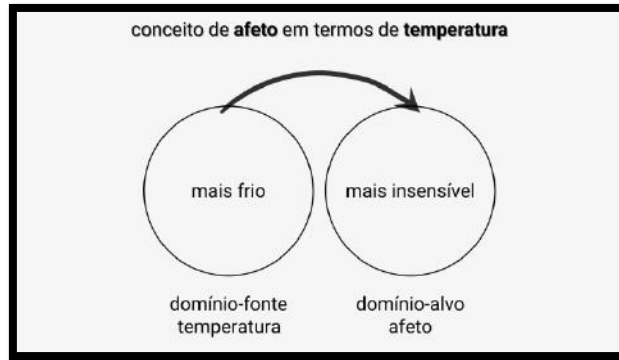 conceito de afeto em termos de temperatura
mais frio
mais insensível
domínio-fonte
temperatura
domínio-alvo
afeto